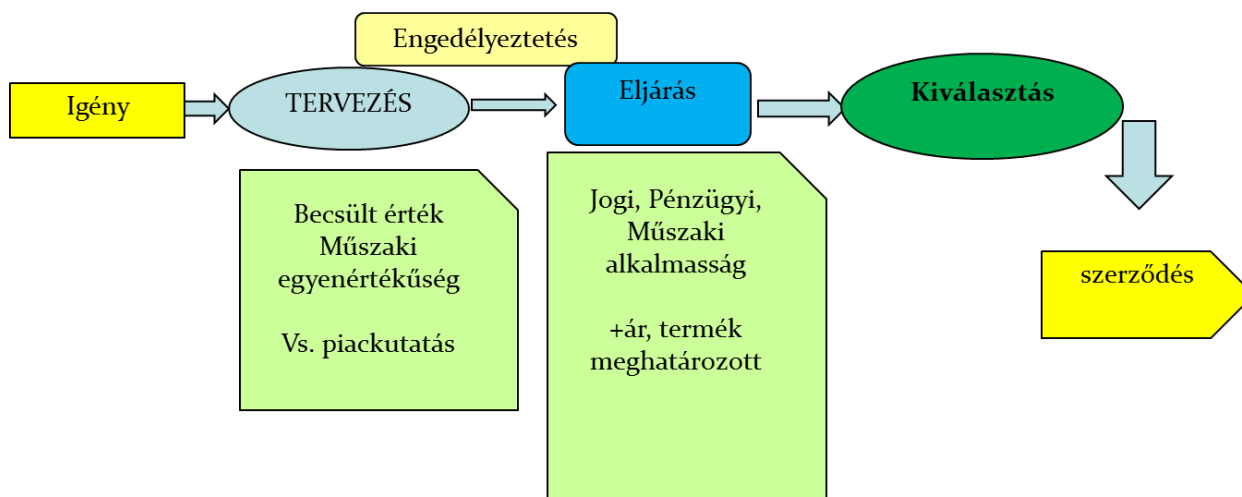 Engedélyeztetés
Igény
TERVEZÉS
Eljárás
Kiválasztás
Becsült érték
Műszaki
egyenértékűség
Vs. piackutatás
Jogi, Pénzügyi,
Műszaki
alkalmasság
+ár, termék
meghatározott
szerződés